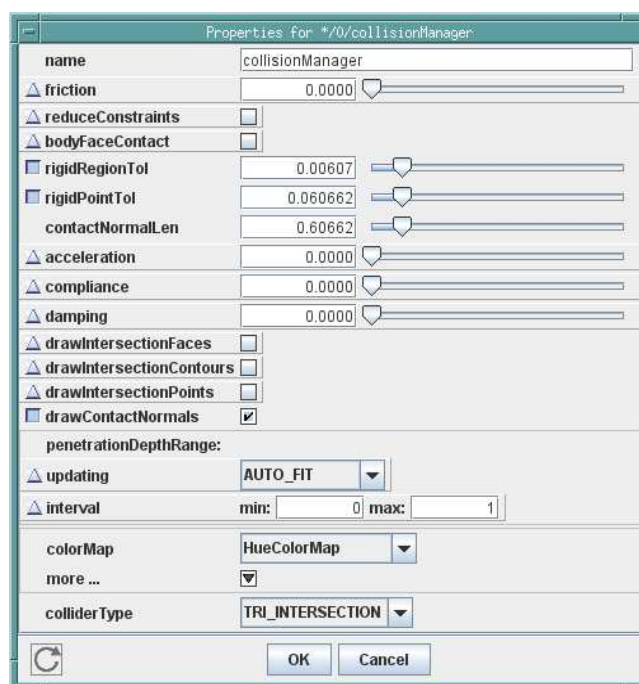 Properties for */0/collisionManager
name collisionManager
friction 0.0000
reduceConstraints
bodyFaceContact
rigidRegionTol 0.00607
rigidPointTol 0.060662
contactNormalLen 0.60662
acceleration 0.0000
compliance 0.0000
damping 0.0000
drawIntersectionFaces
drawIntersectionContours
drawIntersectionPoints
drawContactNormals
penetrationDepthRange:
updating AUTO_FIT
interval min: 0 max: 1
colorMap HueColorMap
more ...
colliderType TRI_INTERSECTION
OK Cancel